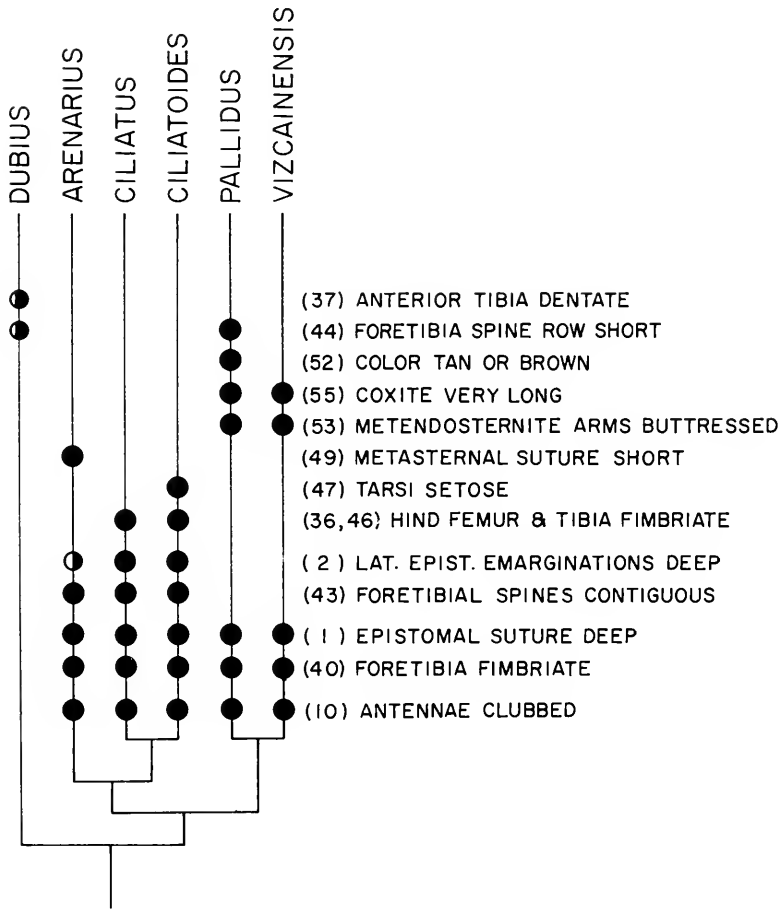 DUBIUS
ARENARIUS
CILIATUS
CILIATOIDES
PALLIDUS
VIZCAINENSIS
(37) ANTERIOR TIBIA DENTATE
(44) FORETIBIA SPINE ROW SHORT
(52) COLOR TAN OR BROWN
(55) COXITE VERY LONG
(53) METENDOSTERNITE ARMS BUTTRESSED
(49) METASTERNAL SUTURE SHORT
(47) TARSI SETOSE
(36,46) HIND FEMUR & TIBIA FIMBRIATE
( 2 ) LAT. EPIST. EMARGINATIONS DEEP
(43) FORETIBIAL SPINES CONTIGUOUS
( 1 ) EPISTOMAL SUTURE DEEP
(40) FORETIBIA FIMBRIATE
(10) ANTENNAE CLUBBED